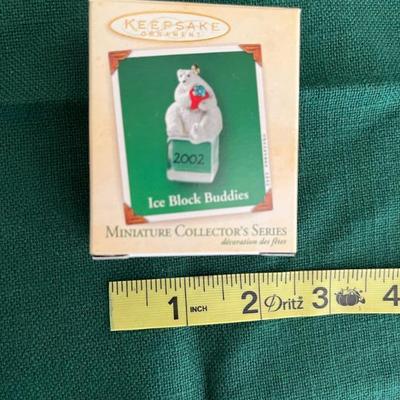 KEEPSAKE
ORNAMENT
2002
Ice Block Buddies
MINIATURE COLLECTOR'S SERIES
décoration des fêtes
1 INCH 2 Dritz 3 4